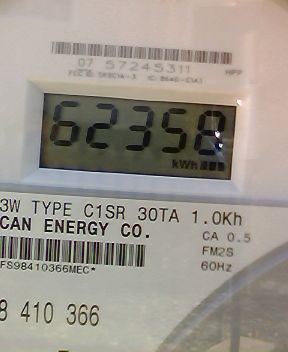 07 57245311
HPP
62358
kWh
3W TYPE C1SR 30TA 1.0Kh
CAN ENERGY CO.
CA 0.5
FM2S
60Hz
FS98410366MEC*
8 410 366